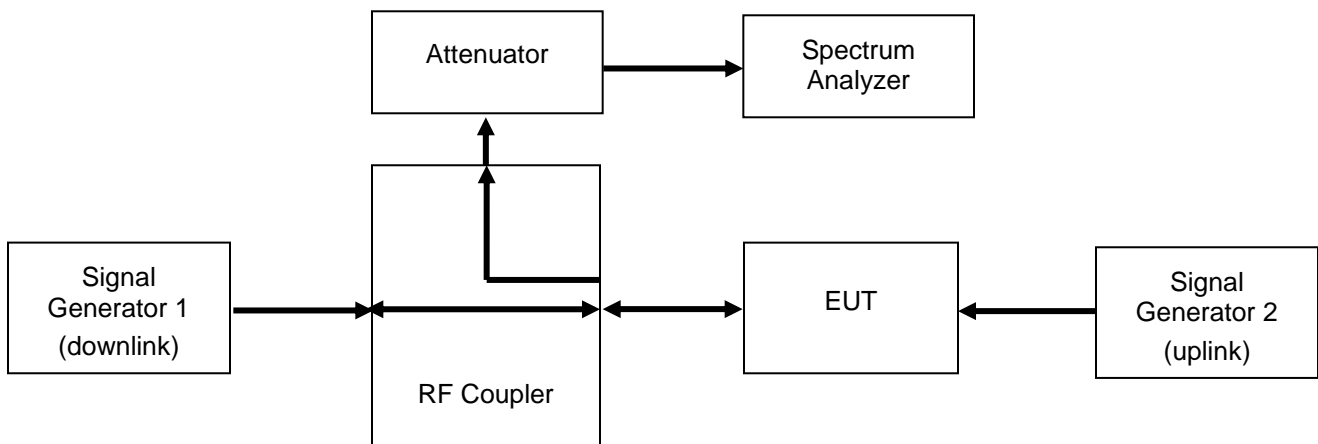 Attenuator
Spectrum
Analyzer
Signal
Generator 1
(downlink)
EUT
Signal
Generator 2
(uplink)
RF Coupler